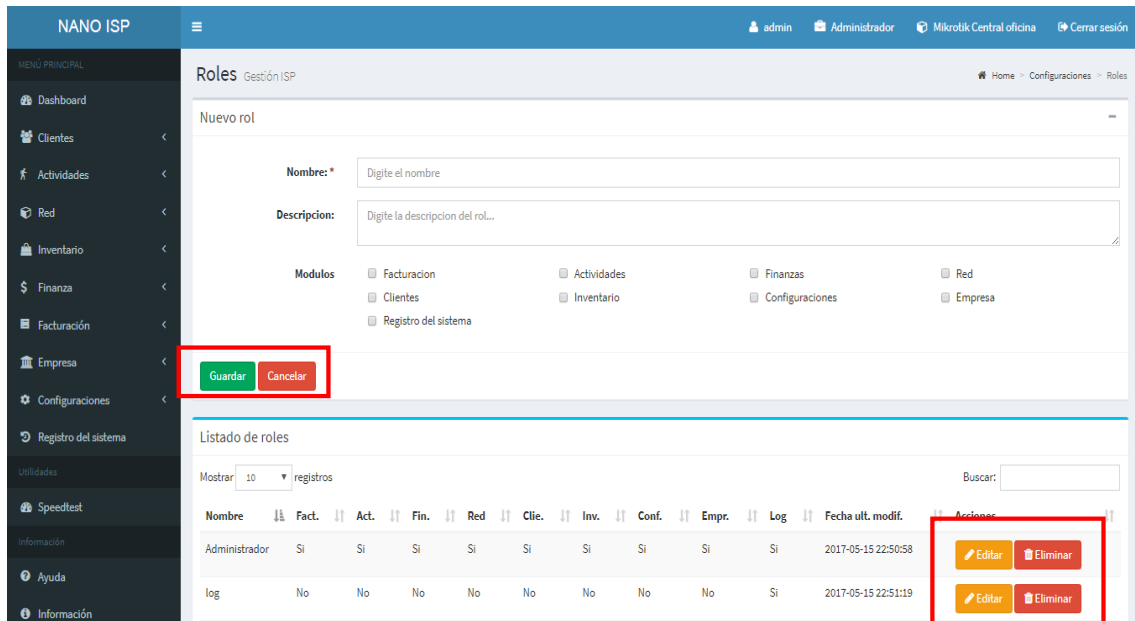 NANO ISP
admin Administrador Mikrotik Central oficina Cerrar sesión
MENÚ PRINCIPAL
Dashboard
Clientes
Actividades
Red
Inventario
Finanza
Facturación
Empresa
Configuraciones
Registro del sistema
Utilidades
Speedtest
Información
Ayuda
Información
Roles Gestión ISP
Home > Configuraciones > Roles
Nuevo rol
Nombre: * Digite el nombre
Descripcion: Digite la descripcion del rol...
Modulos Facturacion Actividades Finanzas Red
Clientes Inventario Configuraciones Empresa
Registro del sistema
Guardar Cancelar
Listado de roles
Mostrar 10 registros Buscar:
Nombre Fact. Act. Fin. Red Clie. Inv. Conf. Empr. Log Fecha ult. modif. Acciones
Administrador Si Si Si Si Si Si Si Si Si 2017-05-15 22:50:58 Editar Eliminar
log No No No No No No No No Si 2017-05-15 22:51:19 Editar Eliminar